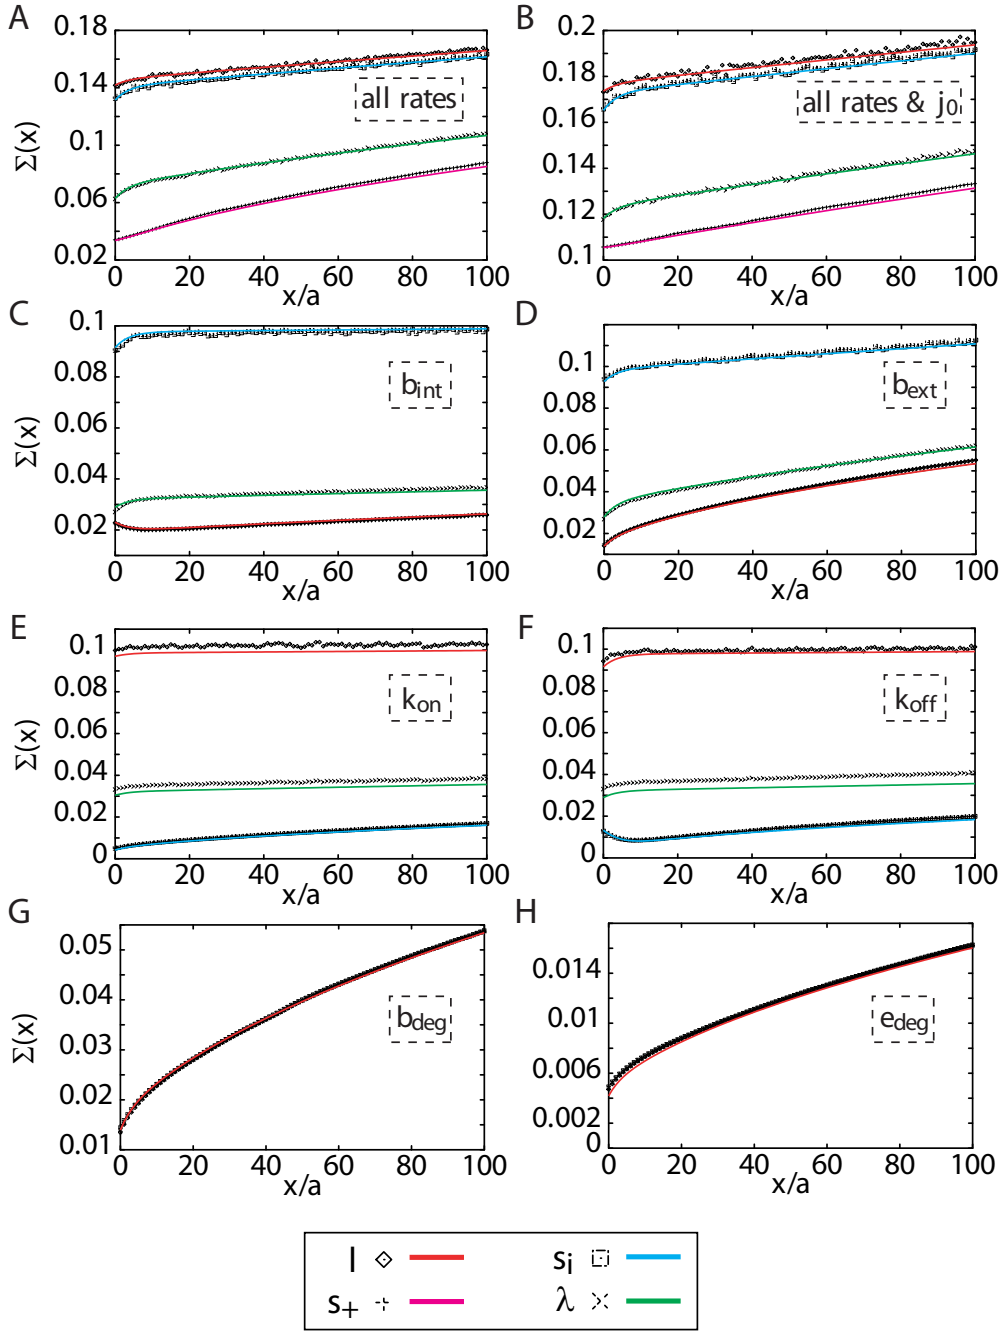 A
B
0.18
0.14
0.1
0.06
0.02
Σ(x)
all rates
0 20 40 60 80 100
x/a
0.2
0.18
0.16
0.14
0.12
0.1
all rates & j0
0 20 40 60 80 100
x/a
C
D
0.1
0.08
0.06
0.04
0.02
Σ(x)
bint
0 20 40 60 80 100
x/a
0.1
0.08
0.06
0.04
0.02
bext
0 20 40 60 80 100
x/a
E
F
0.1
0.08
0.06
0.04
0.02
0
Σ(x)
kon
0 20 40 60 80 100
x/a
0.1
0.08
0.06
0.04
0.02
0
koff
0 20 40 60 80 100
x/a
G
H
0.05
0.04
0.03
0.02
0.01
Σ(x)
bdeg
0 20 40 60 80 100
x/a
0.014
0.01
0.006
0.002
0
edeg
0 20 40 60 80 100
x/a
l
si
s+
λ